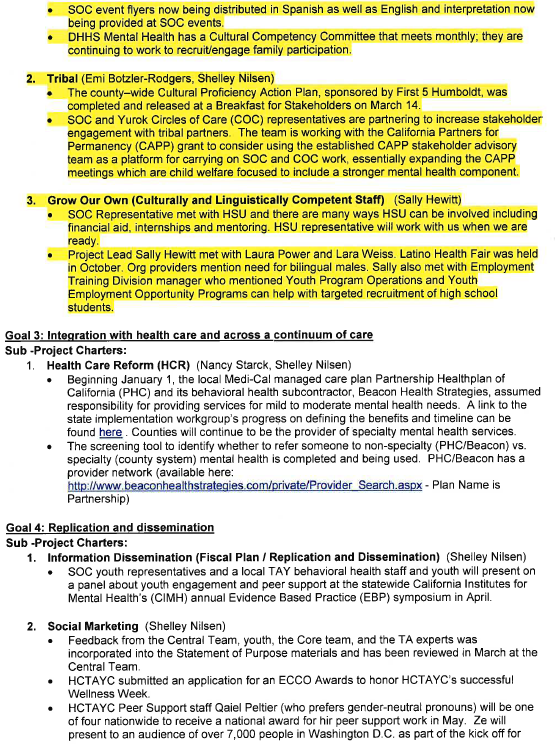 • SOC event flyers now being distributed in Spanish as well as English and interpretation now
being provided at SOC events.
• DHHS Mental Health has a Cultural Competency Committee that meets monthly; they are
continuing to work to recruit/engage family participation.
2. Tribal (Emi Botzler-Rodgers, Shelley Nilsen)
• The county–wide Cultural Proficiency Action Plan, sponsored by First 5 Humboldt, was
completed and released at a Breakfast for Stakeholders on March 14.
• SOC and Yurok Circles of Care (COC) representatives are partnering to increase stakeholder
engagement with tribal partners. The team is working with the California Partners for
Permanency (CAPP) grant to consider using the established CAPP stakeholder advisory
team as a platform for carrying on SOC and COC work, essentially expanding the CAPP
meetings which are child welfare focused to include a stronger mental health component.
3. Grow Our Own (Culturally and Linguistically Competent Staff) (Sally Hewitt)
• SOC Representative met with HSU and there are many ways HSU can be involved including
financial aid, internships and mentoring. HSU representative will work with us when we are
ready.
• Project Lead Sally Hewitt met with Laura Power and Lara Weiss. Latino Health Fair was held
in October. Org providers mention need for bilingual males. Sally also met with Employment
Training Division manager who mentioned Youth Program Operations and Youth
Employment Opportunity Programs can help with targeted recruitment of high school
students.
Goal 3: Integration with health care and across a continuum of care
Sub -Project Charters:
1. Health Care Reform (HCR) (Nancy Starck, Shelley Nilsen)
• Beginning January 1, the local Medi-Cal managed care plan Partnership Healthplan of
California (PHC) and its behavioral health subcontractor, Beacon Health Strategies, assumed
responsibility for providing services for mild to moderate mental health needs. A link to the
state implementation workgroup's progress on defining the benefits and timeline can be
found here . Counties will continue to be the provider of specialty mental health services.
• The screening tool to identify whether to refer someone to non-specialty (PHC/Beacon) vs.
specialty (county system) mental health is completed and being used. PHC/Beacon has a
provider network (available here:
http://www.beaconhealthstrategies.com/private/Provider_Search.aspx - Plan Name is
Partnership)
Goal 4: Replication and dissemination
Sub -Project Charters:
1. Information Dissemination (Fiscal Plan / Replication and Dissemination) (Shelley Nilsen)
• SOC youth representatives and a local TAY behavioral health staff and youth will present on
a panel about youth engagement and peer support at the statewide California Institutes for
Mental Health's (CIMH) annual Evidence Based Practice (EBP) symposium in April.
2. Social Marketing (Shelley Nilsen)
• Feedback from the Central Team, youth, the Core team, and the TA experts was
incorporated into the Statement of Purpose materials and has been reviewed in March at the
Central Team.
• HCTAYC submitted an application for an ECCO Awards to honor HCTAYC's successful
Wellness Week.
• HCTAYC Peer Support staff Qaiel Peltier (who prefers gender-neutral pronouns) will be one
of four nationwide to receive a national award for hir peer support work in May. Ze will
present to an audience of over 7,000 people in Washington D.C. as part of the kick off for